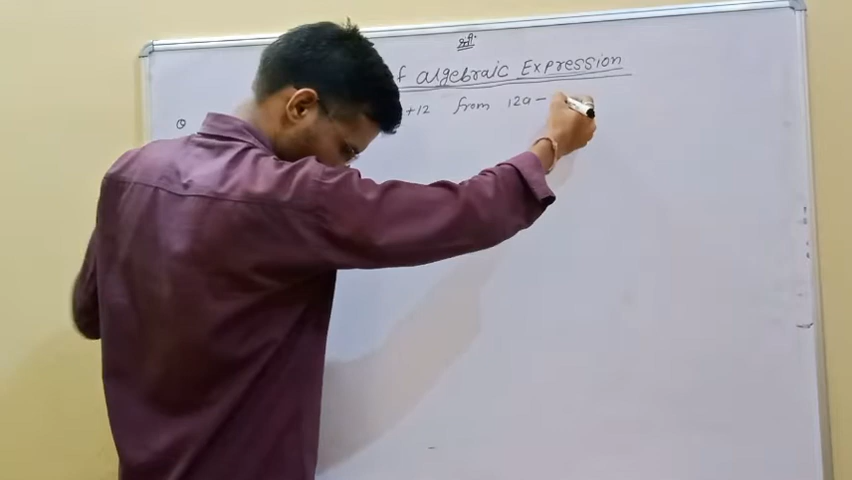 श्री
f algebraic Expression
Q +12 from 12a -